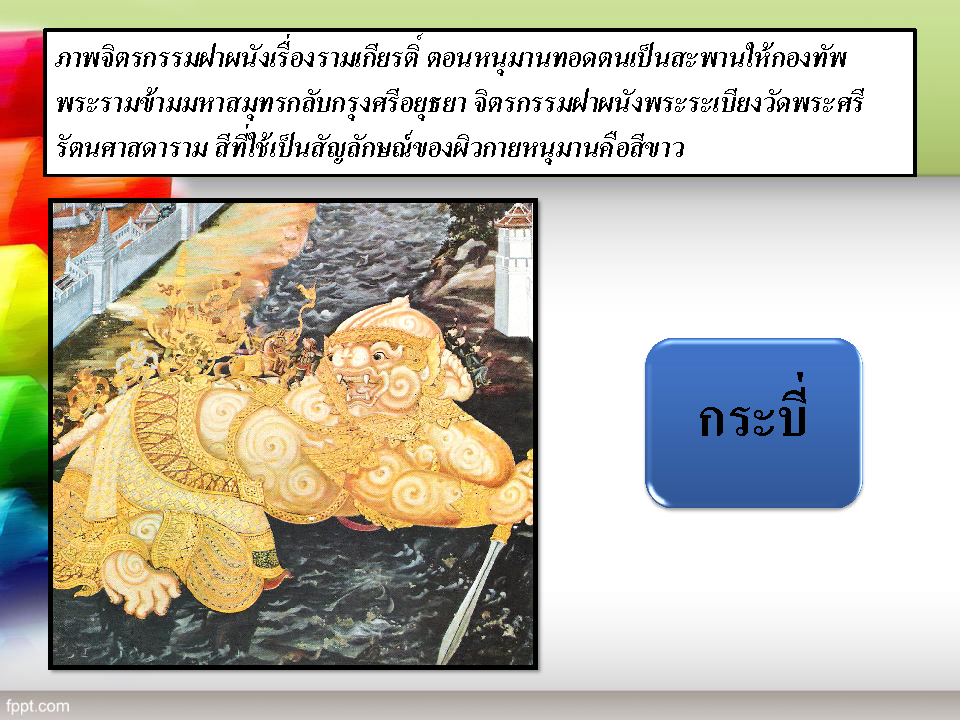 ภาพจิตรกรรมฝาผนังเรื่องรามเกียรติ์ ตอนหนุมานทอดตนเป็นสะพานให้กองทัพ
พระรามข้ามมหาสมุทรกลับกรุงศรีอยุธยา จิตรกรรมฝาผนังพระระเบียงวัดพระศรี
รัตนศาสดาราม สีที่ใช้เป็นสัญลักษณ์ของผิวกายหนุมานคือสีขาว
กระบี่
fppt.com